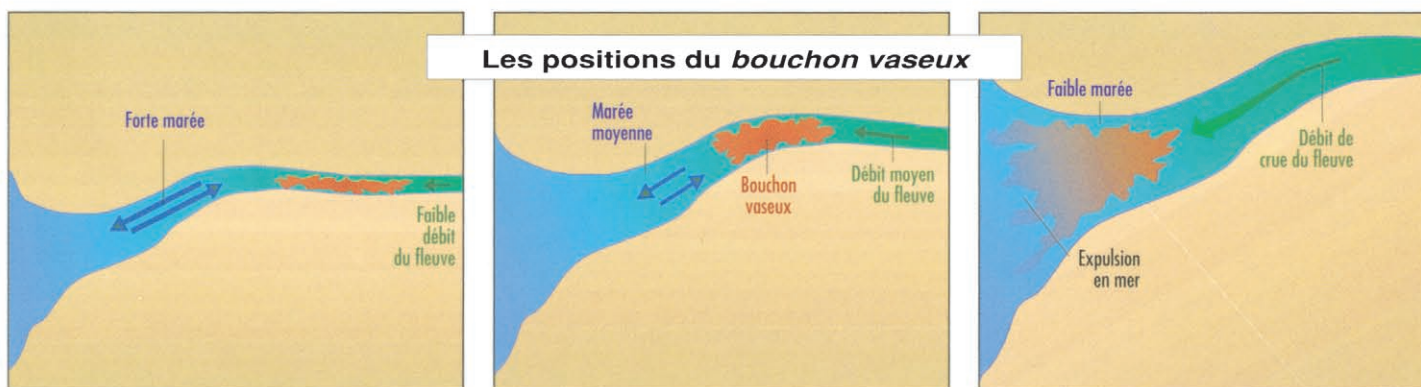 Les positions du bouchon vaseux
Forte marée
Faible
débit
du fleuve
Marée
moyenne
Bouchon
vaseux
Débit moyen
du fleuve
Faible marée
Débit de
crue du fleuve
Expulsion
en mer